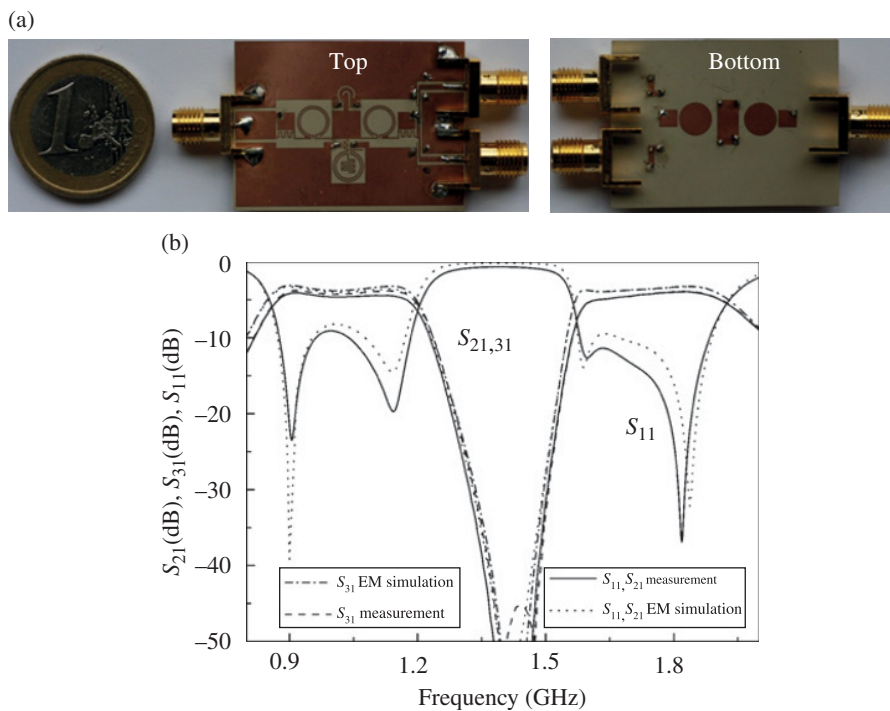 (a)
Top
Bottom
1
(b)
S21(dB), S31(dB), S11(dB)
0
−10
−20
−30
−40
−50
S21,31
S11
S31 EM simulation
S31 measurement
S11,S21 measurement
S11,S21 EM simulation
0.9
1.2
1.5
1.8
Frequency (GHz)